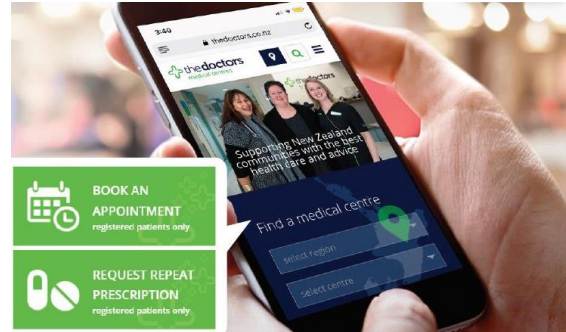 3:40
thedoctors.co.nz
thedoctors
medical centres
thedoctors
Supporting New Zealand
communities with the best
health care and advice
Find a medical centre
select region
select centre
BOOK AN
APPOINTMENT
registered patients only
REQUEST REPEAT
PRESCRIPTION
registered patients only